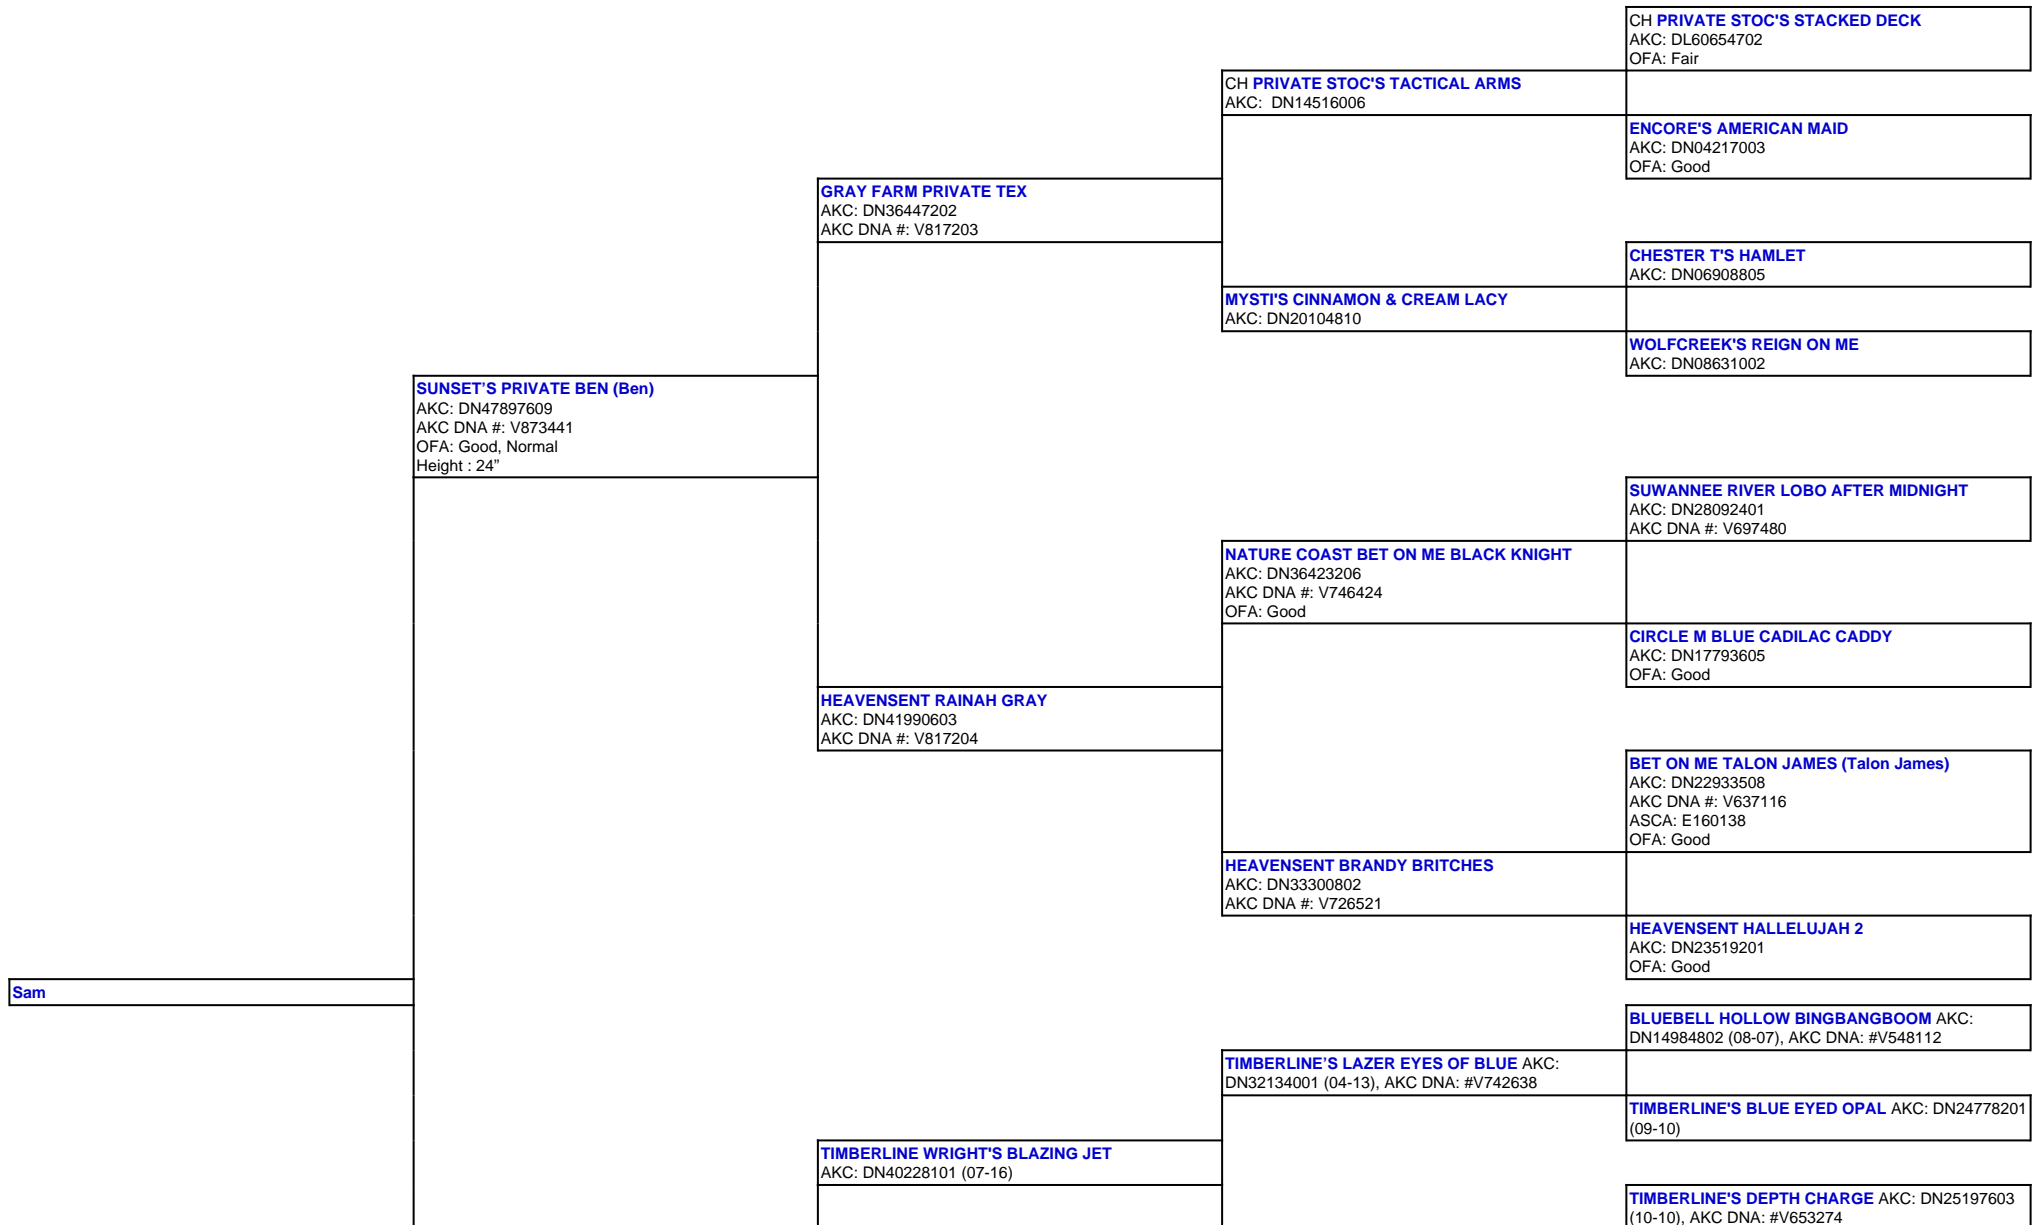 CH PRIVATE STOC'S STACKED DECK
AKC: DL60654702
OFA: Fair
CH PRIVATE STOC'S TACTICAL ARMS
AKC:  DN14516006
ENCORE'S AMERICAN MAID
AKC: DN04217003
OFA: Good
GRAY FARM PRIVATE TEX
AKC: DN36447202
AKC DNA #: V817203
CHESTER T'S HAMLET
AKC: DN06908805
MYSTI'S CINNAMON & CREAM LACY
AKC: DN20104810
WOLFCREEK'S REIGN ON ME
AKC: DN08631002
SUNSET’S PRIVATE BEN (Ben)
AKC: DN47897609
AKC DNA #: V873441
OFA: Good, Normal
Height : 24”
SUWANNEE RIVER LOBO AFTER MIDNIGHT
AKC: DN28092401
AKC DNA #: V697480
NATURE COAST BET ON ME BLACK KNIGHT
AKC: DN36423206
AKC DNA #: V746424
OFA: Good
CIRCLE M BLUE CADILAC CADDY
AKC: DN17793605
OFA: Good
HEAVENSENT RAINAH GRAY
AKC: DN41990603
AKC DNA #: V817204
BET ON ME TALON JAMES (Talon James)
AKC: DN22933508
AKC DNA #: V637116
ASCA: E160138
OFA: Good
HEAVENSENT BRANDY BRITCHES
AKC: DN33300802
AKC DNA #: V726521
HEAVENSENT HALLELUJAH 2
AKC: DN23519201
OFA: Good
Sam
BLUEBELL HOLLOW BINGBANGBOOM AKC:
DN14984802 (08-07), AKC DNA: #V548112
TIMBERLINE’S LAZER EYES OF BLUE AKC:
DN32134001 (04-13), AKC DNA: #V742638
TIMBERLINE'S BLUE EYED OPAL AKC: DN24778201
(09-10)
TIMBERLINE WRIGHT'S BLAZING JET
AKC: DN40228101 (07-16)
TIMBERLINE'S DEPTH CHARGE AKC: DN25197603
(10-10), AKC DNA: #V653274